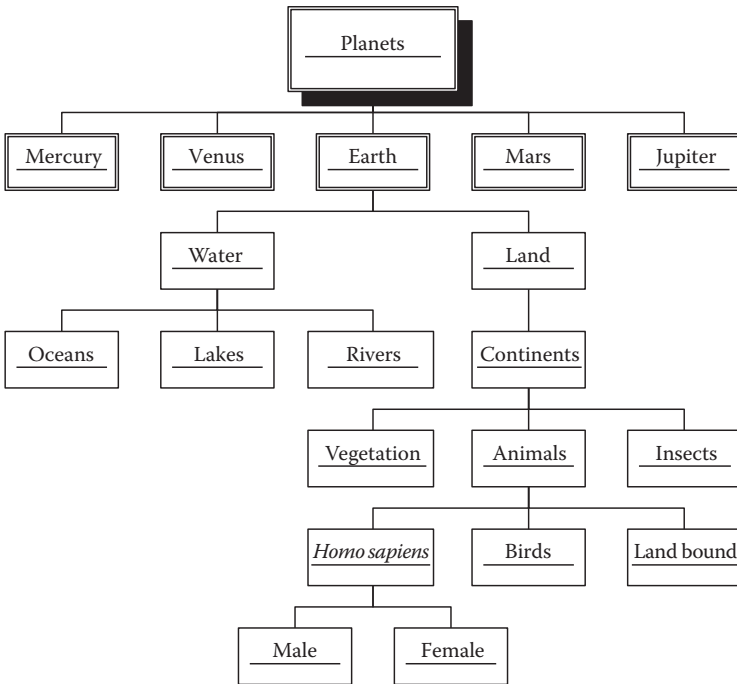 Planets
Mercury
Venus
Earth
Mars
Jupiter
Water
Land
Oceans
Lakes
Rivers
Continents
Vegetation
Animals
Insects
Homo sapiens
Birds
Land bound
Male
Female